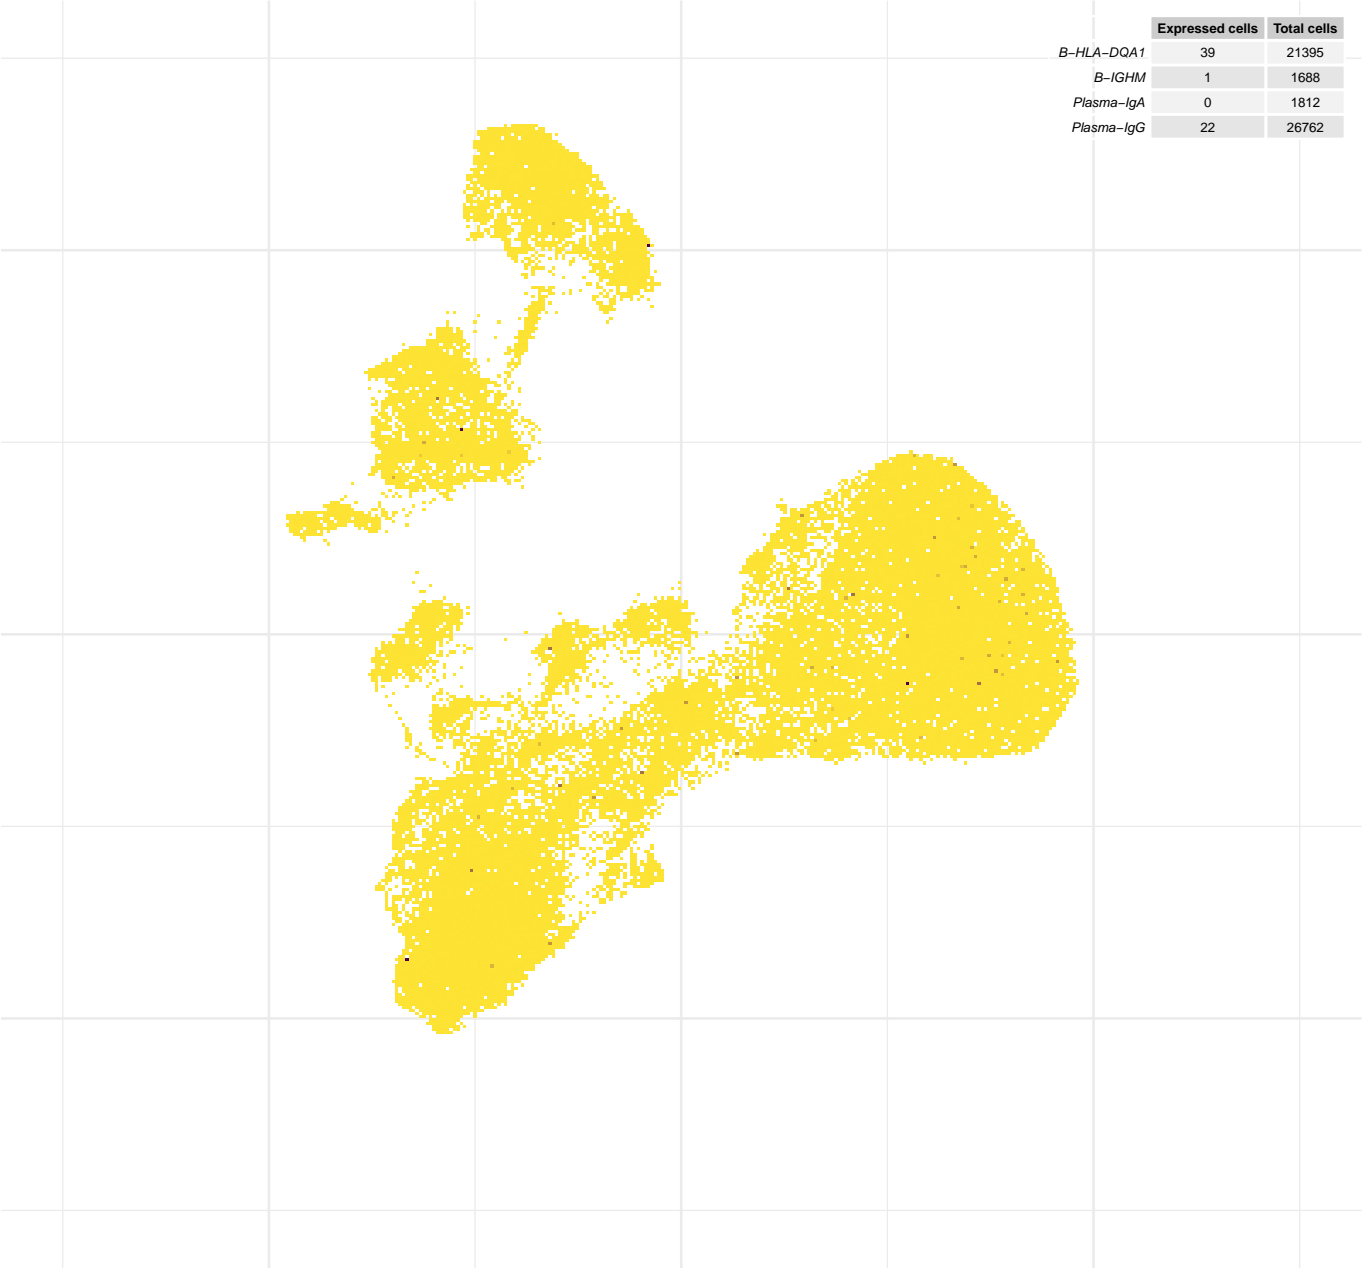 Expressed cells Total cells
B−HLA−DQA1 39 21395
B−IGHM 1 1688
Plasma−IgA 0 1812
Plasma−IgG 22 26762